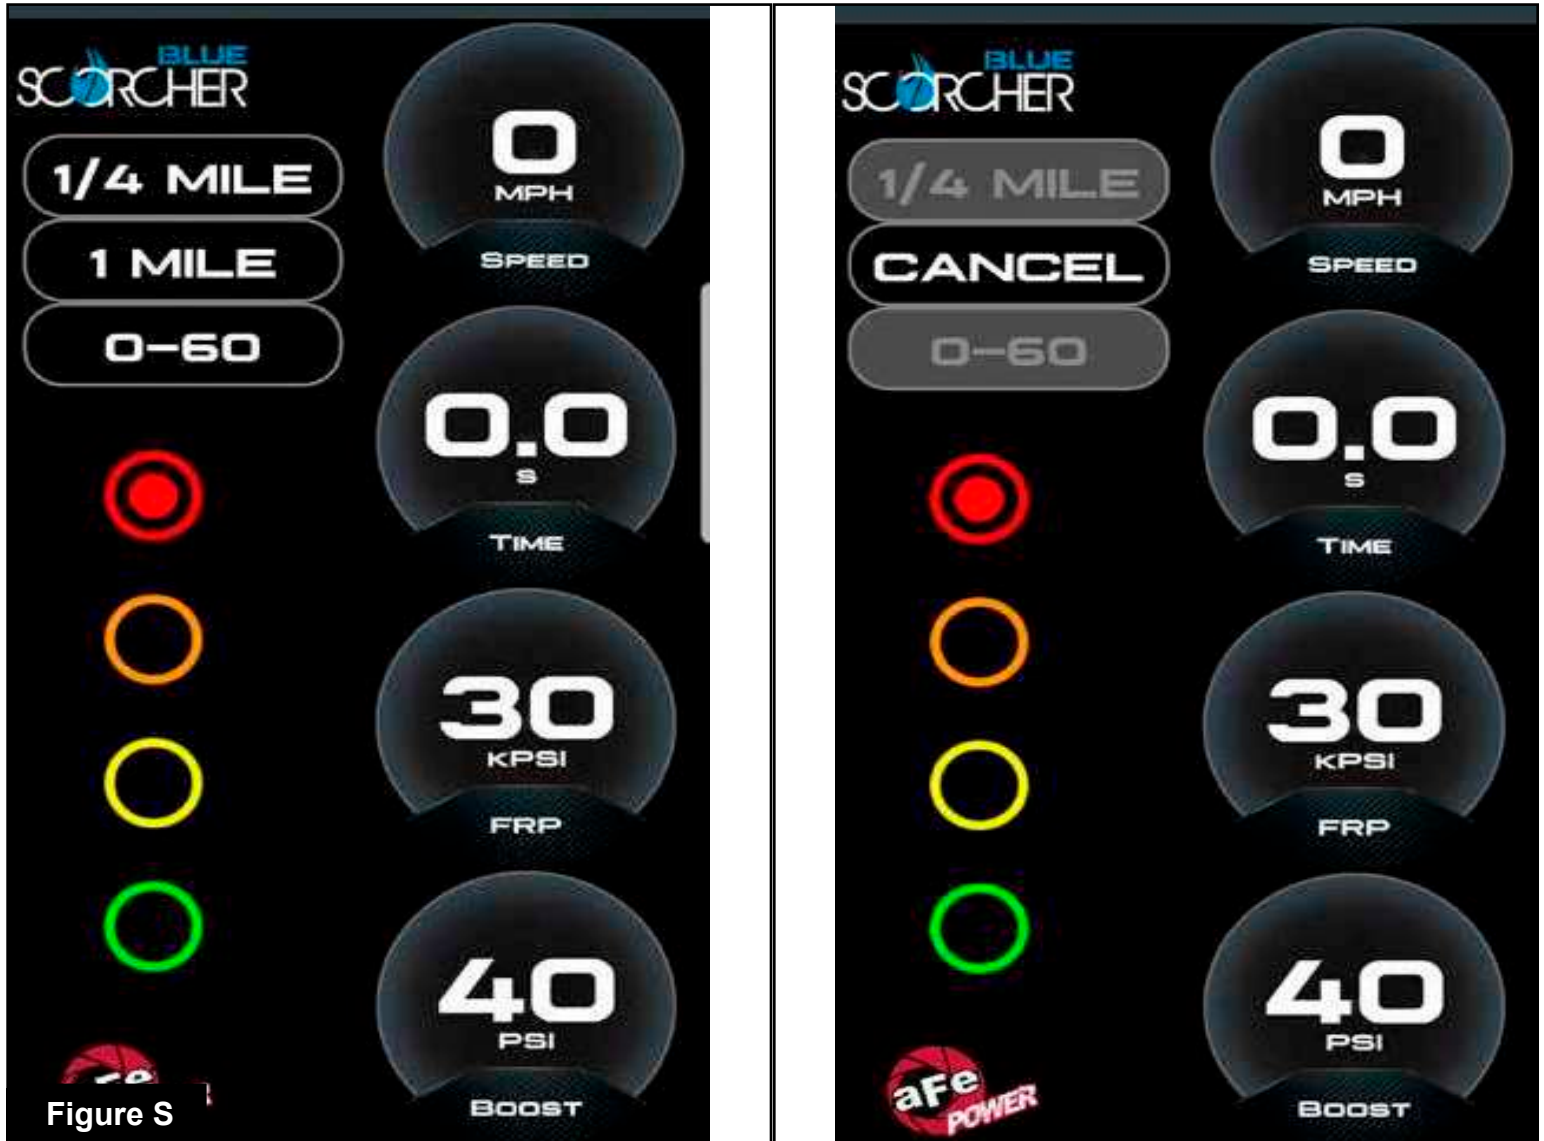 BLUE
SCORCHER
1/4 MILE
1 MILE
0-60
0
MPH
SPEED
0.0
S
TIME
30
KPSI
FRP
40
PSI
BOOST
aFe
Figure S
BLUE
SCORCHER
1/4 MILE
CANCEL
0-60
0
MPH
SPEED
0.0
S
TIME
30
KPSI
FRP
40
PSI
BOOST
aFe
POWER